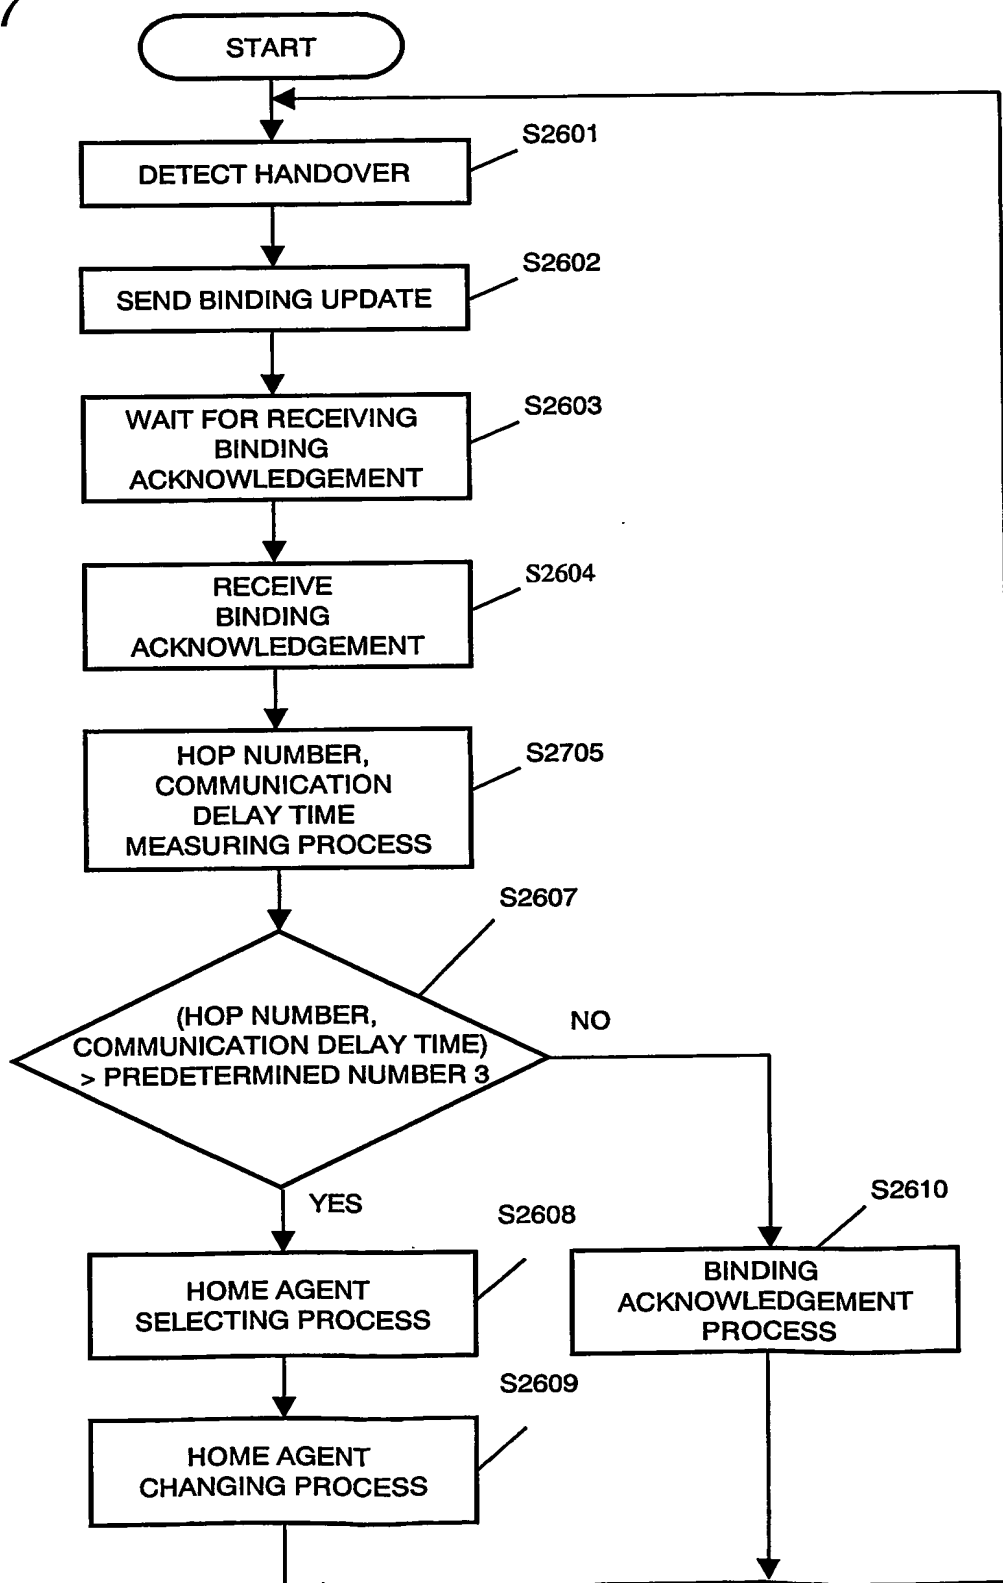 START
S2601
DETECT HANDOVER
S2602
SEND BINDING UPDATE
S2603
WAIT FOR RECEIVING
BINDING
ACKNOWLEDGEMENT
S2604
RECEIVE
BINDING
ACKNOWLEDGEMENT
S2705
HOP NUMBER,
COMMUNICATION
DELAY TIME
MEASURING PROCESS
S2607
(HOP NUMBER,
COMMUNICATION DELAY TIME)
> PREDETERMINED NUMBER 3
NO
YES
S2608
HOME AGENT
SELECTING PROCESS
S2610
BINDING
ACKNOWLEDGEMENT
PROCESS
S2609
HOME AGENT
CHANGING PROCESS